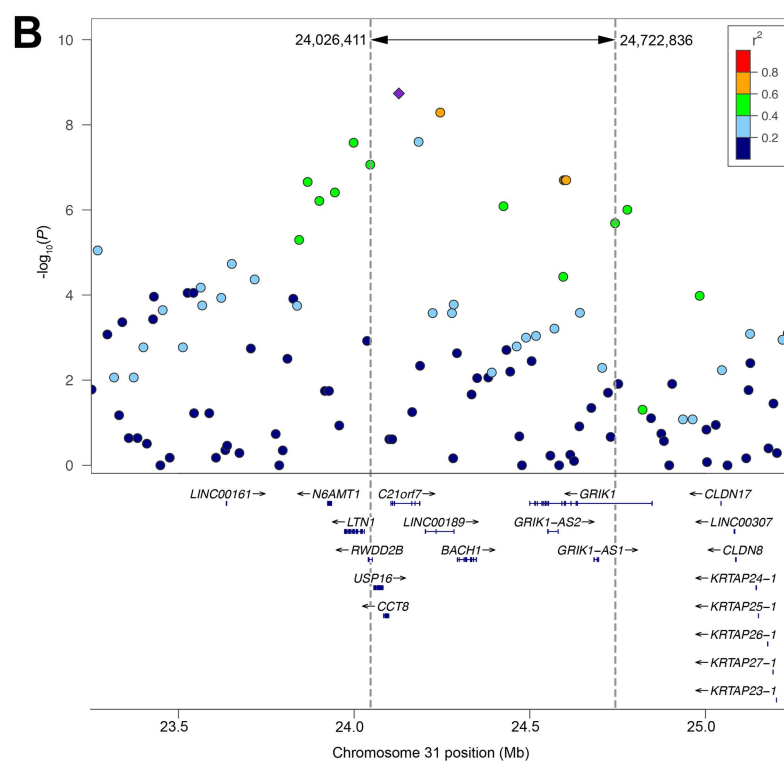 B
24,026,411
24,722,836
r2
0.8
0.6
0.4
0.2
10
8
6
4
2
0
-log10(P)
LINC00161→
←N6AMT1
C21orf7→
←GRIK1
←CLDN17
←LTN1
LINC00189→
GRIK1−AS2→
←LINC00307
←RWDD2B
BACH1→
GRIK1−AS1→
←CLDN8
USP16→
←KRTAP24−1
←CCT8
←KRTAP25−1
←KRTAP26−1
←KRTAP27−1
←KRTAP23−1
23.5
24.0
24.5
25.0
Chromosome 31 position (Mb)